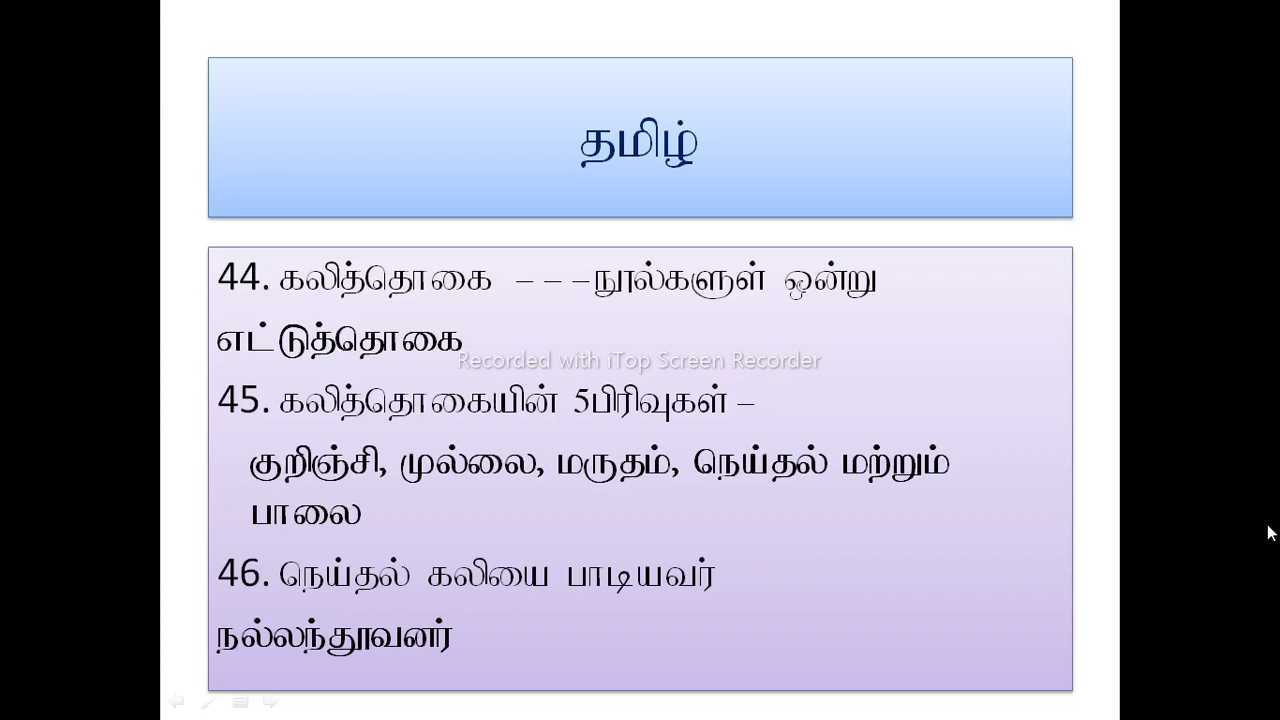 தமிழ்
44. கலித்தொகை – – –நூல்களுள் ஒன்று
எட்டுத்தொகை
Recorded with iTop Screen Recorder
45. கலித்தொகையின் 5பிரிவுகள் –
குறிஞ்சி, முல்லை, மருதம், நெய்தல் மற்றும்
பாலை
46. நெய்தல் கலியை பாடியவர்
நல்லந்தூவனர்